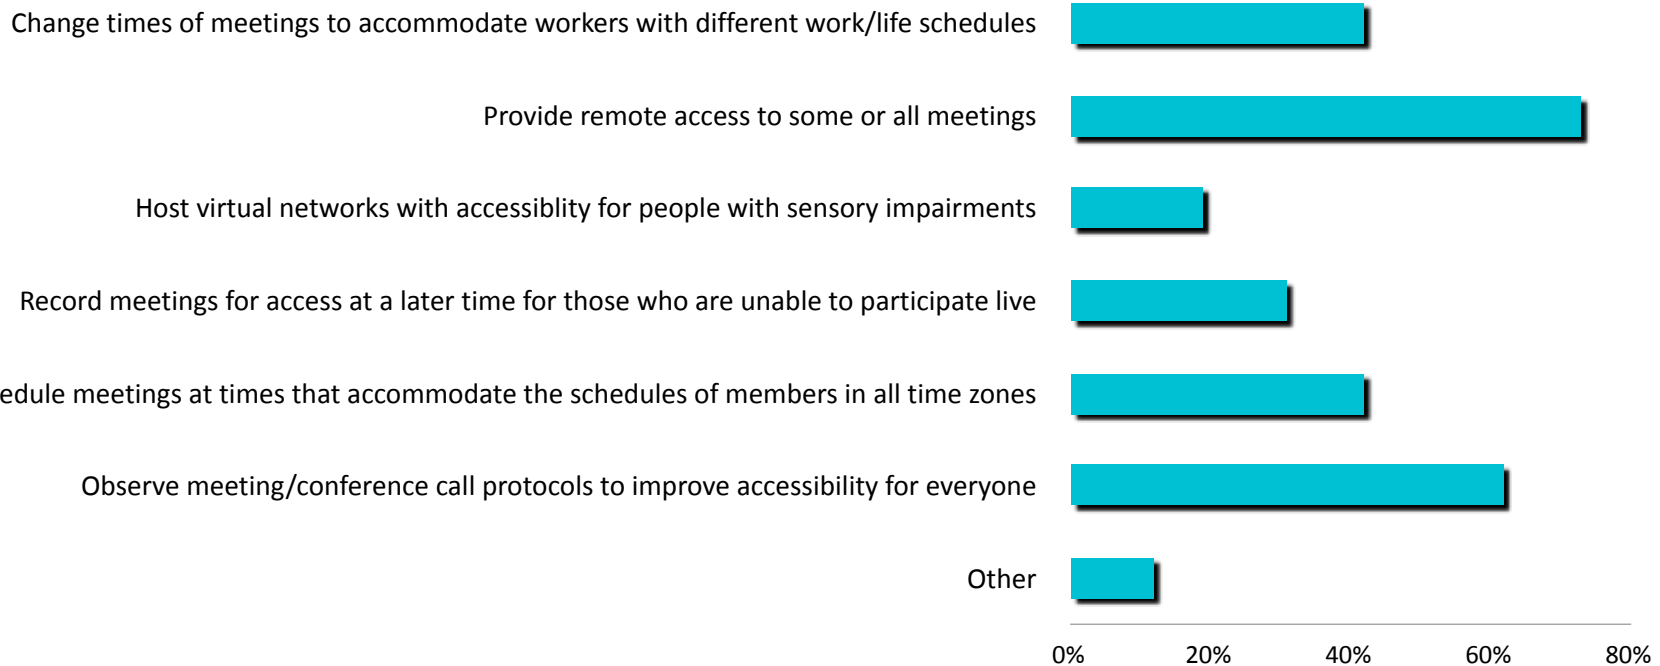 Change times of meetings to accommodate workers with different work/life schedules
Provide remote access to some or all meetings
Host virtual networks with accessiblity for people with sensory impairments
Record meetings for access at a later time for those who are unable to participate live
edule meetings at times that accommodate the schedules of members in all time zones
Observe meeting/conference call protocols to improve accessibility for everyone
Other
0% 20% 40% 60% 80%